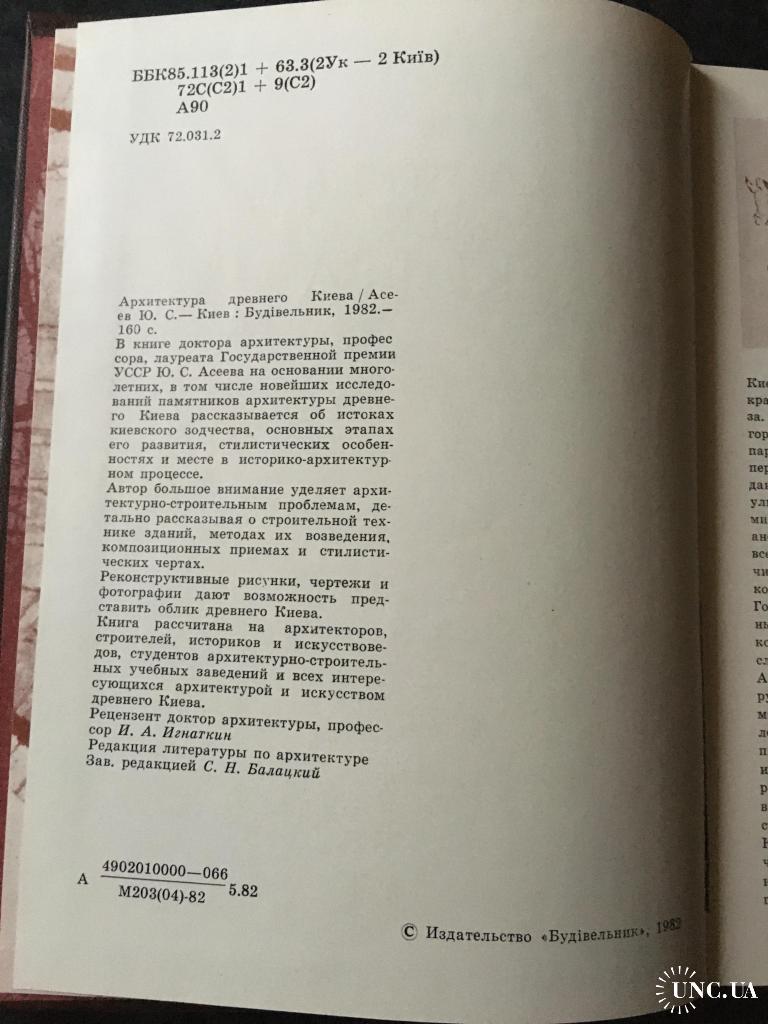 ББК85.113(2)1 + 63.3(2Ук — 2 Київ)
72С(С2)1 + 9(С2)
А90
УДК 72.031.2
Архитектура древнего Киева / Асе-
ев Ю. С.— Киев : Будівельник, 1982.—
160 с.
В книге доктора архитектуры, профес
сора, лауреата Государственной премии
УССР Ю. С. Асеева на основании много-
летних, в том числе новейших исследо-
ваний памятников архитектуры древне-
го Киева рассказывается об истоках
киевского зодчества, основных этапах
его развития, стилистических особен-
ностях и месте в историко-архитектур-
ном процессе.
Автор большое внимание уделяет архи-
тектурно-строительным проблемам, де-
тально рассказывая о строительной тех-
нике зданий, методах их возведения,
композиционных приемах и стилисти-
ческих чертах.
Реконструктивные рисунки, чертежи и
фотографии дают возможность пред-
ставить облик древнего Киева.
Книга рассчитана на архитекторов,
строителей, историков и искусствове-
дов, студентов архитектурно-строитель-
ных учебных заведений и всех интере-
сующихся архитектурой и искусством
древнего Киева.
Рецензент доктор архитектуры, профес-
сор И. А. Игнаткин
Редакция литературы по архитектуре
Зав. редакцией С. Н. Балацкий
А 4902010000—066
М203(04)-82 5.82
© Издательство «Будівельник», 1982
UNC.UA